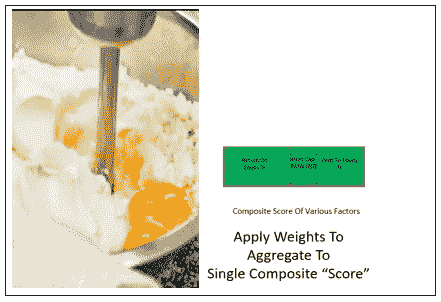 Composite Score Of Various Factors
Apply Weights To
Aggregate To
Single Composite “Score”